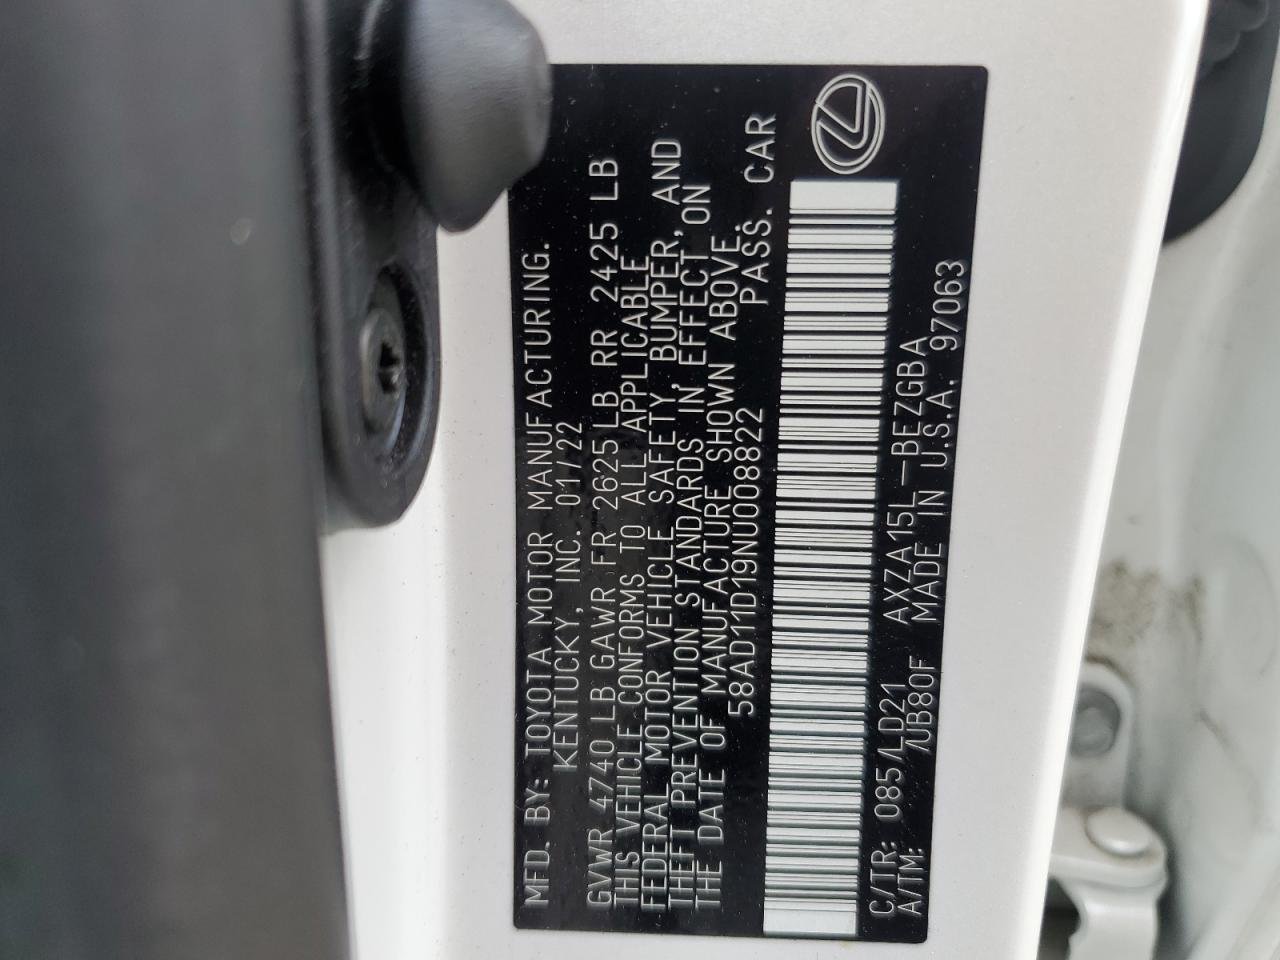 MFD. BY: TOYOTA MOTOR MANUFACTURING.
KENTUCKY, INC. 01/22
GVWR 4740 LB GAWR FR 2625 LB RR 2425 LB
THIS VEHICLE CONFORMS TO ALL APPLICABLE
FEDERAL MOTOR VEHICLE SAFETY, BUMPER, AND
THEFT PREVENTION STANDARDS IN EFFECT ON
THE DATE OF MANUFACTURE SHOWN ABOVE.
58AD11D19NU008822 PASS. CAR
C/TR: 085/LD21 AXZA15L-BEZGBA
A/TM: /UB80F MADE IN U.S.A. 97063